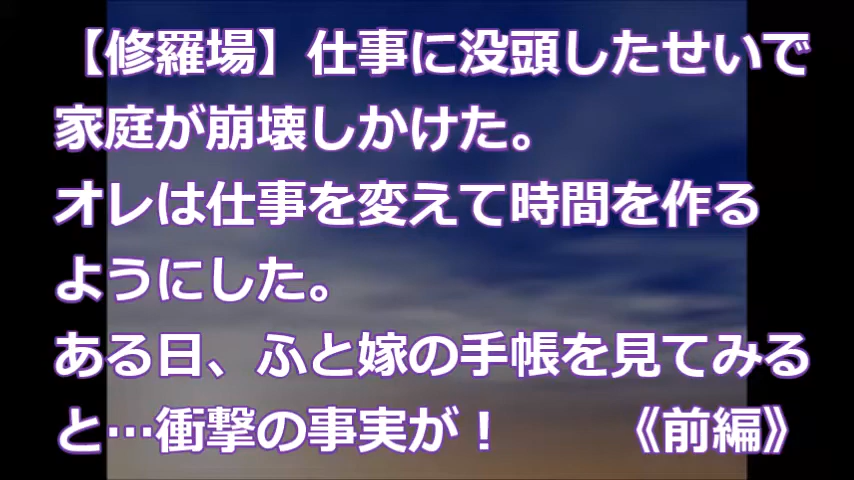 【修羅場】仕事に没頭したせいで
家庭が崩壊しかけた。
オレは仕事を変えて時間を作る
ようにした。
ある日、ふと嫁の手帳を見てみる
と…衝撃の事実が！　　《前編》